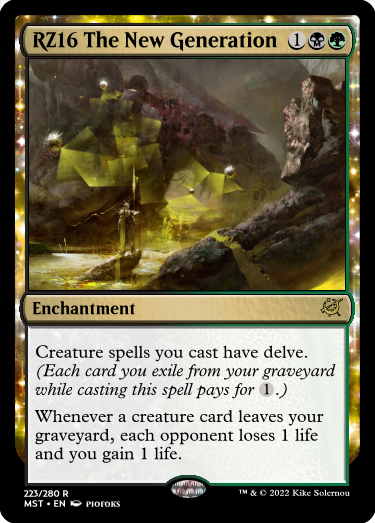 RZ16 The New Generation 1
Enchantment
Creature spells you cast have delve.
(Each card you exile from your graveyard
while casting this spell pays for 1.)
Whenever a creature card leaves your
graveyard, each opponent loses 1 life
and you gain 1 life.
223/280 R
MST • EN PIOFOKS
™ & © 2022 Kike Solernou